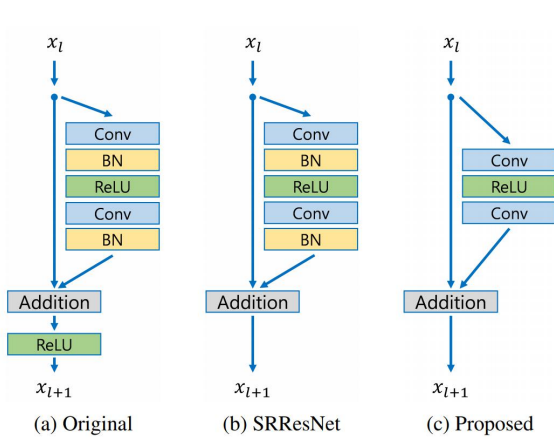 x_l
Conv
BN
ReLU
Conv
BN
Addition
ReLU
x_{l+1}
(a) Original
x_l
Conv
BN
ReLU
Conv
BN
Addition
x_{l+1}
(b) SRResNet
x_l
Conv
ReLU
Conv
Addition
x_{l+1}
(c) Proposed